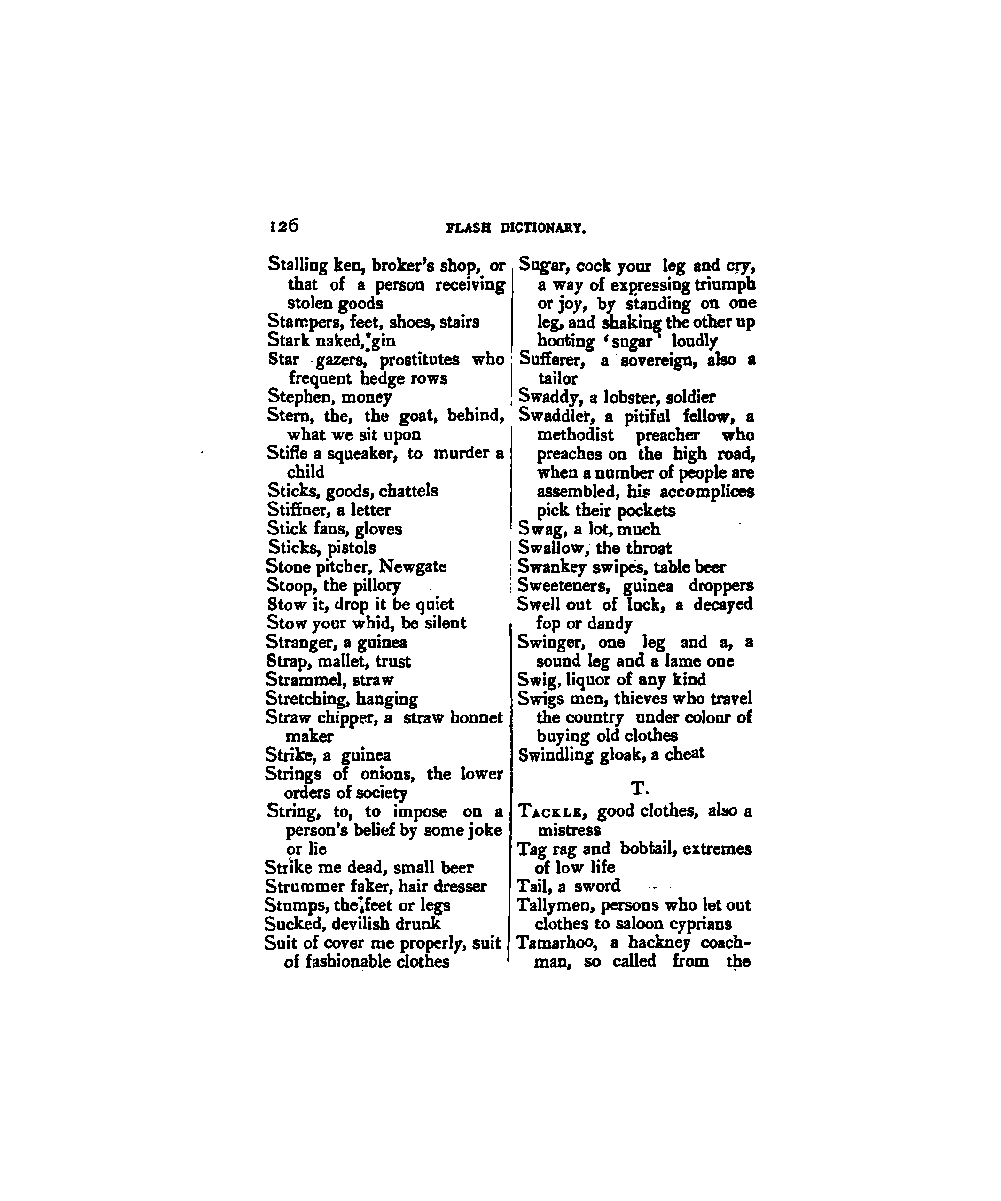 126
FLASH DICTIONARY.
Stalling ken, broker's shop, or
that of a person receiving
stolen goods
Stampers, feet, shoes, stairs
Stark naked, gin
Star gazers, prostitutes who
frequent hedge rows
Stephen, money
Stern, the, the goat, behind,
what we sit upon
Stifle a squeaker, to murder a
child
Sticks, goods, chattels
Stiffner, a letter
Stick fans, gloves
Sticks, pistols
Stone pitcher, Newgate
Stoop, the pillory
Stow it, drop it be quiet
Stow your whid, be silent
Stranger, a guinea
Strap, mallet, trust
Strammel, straw
Stretching, hanging
Straw chipper, a straw bonnet
maker
Strike, a guinea
Strings of onions, the lower
orders of society
String, to, to impose on a
person's belief by some joke
or lie
Strike me dead, small beer
Strummer faker, hair dresser
Stumps, the feet or legs
Sucked, devilish drunk
Suit of cover me properly, suit
of fashionable clothes
Sugar, cock your leg and cry,
a way of expressing triumph
or joy, by standing on one
leg, and shaking the other up
hooting ‘sugar’ loudly
Sufferer, a sovereign, also a
tailor
Swaddy, a lobster, soldier
Swaddler, a pitiful fellow, a
methodist preacher who
preaches on the high road,
when a number of people are
assembled, his accomplices
pick their pockets
Swag, a lot, much
Swallow, the throat
Swankey swipes, table beer
Sweeteners, guinea droppers
Swell out of luck, a decayed
fop or dandy
Swinger, one leg and a, a
sound leg and a lame one
Swig, liquor of any kind
Swigs men, thieves who travel
the country under colour of
buying old clothes
Swindling gloak, a cheat
T.
TACKLE, good clothes, also a
mistress
Tag rag and bobtail, extremes
of low life
Tail, a sword
Tallymen, persons who let out
clothes to saloon cyprians
Tamarhoo, a hackney coach-
man, so called from the